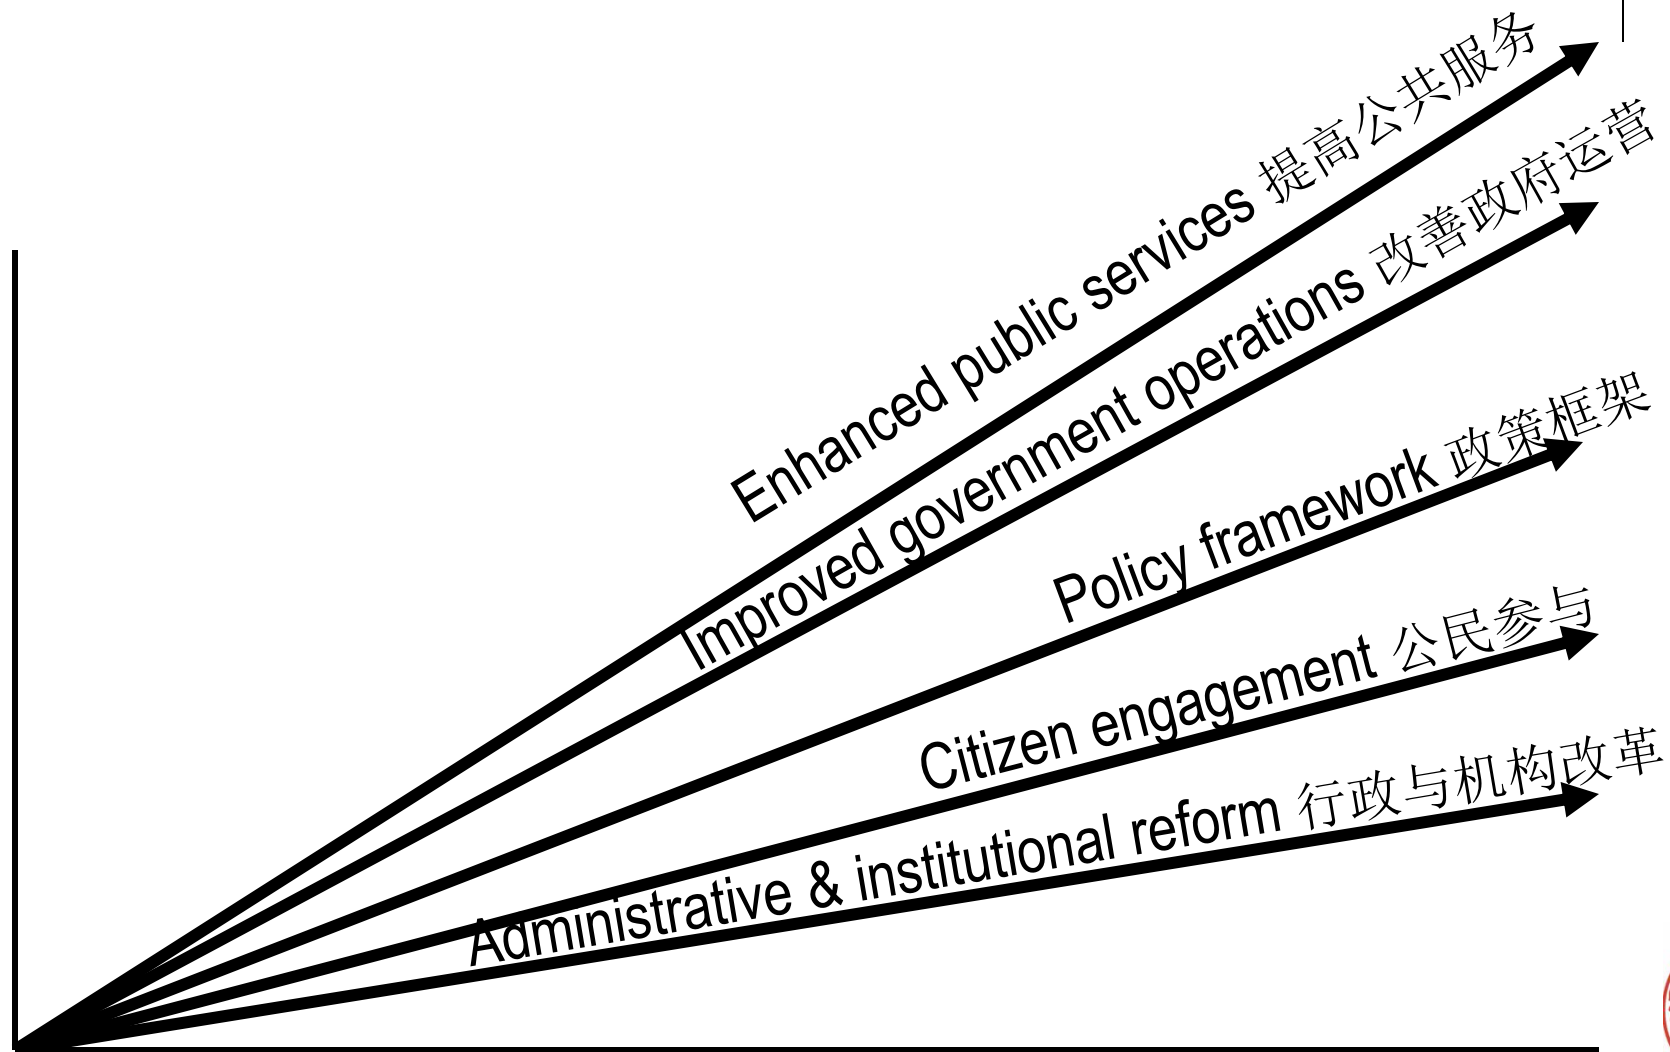 Enhanced public services 提高公共服务
Improved government operations 改善政府运营
Policy framework 政策框架
Citizen engagement 公民参与
Administrative & institutional reform 行政与机构改革